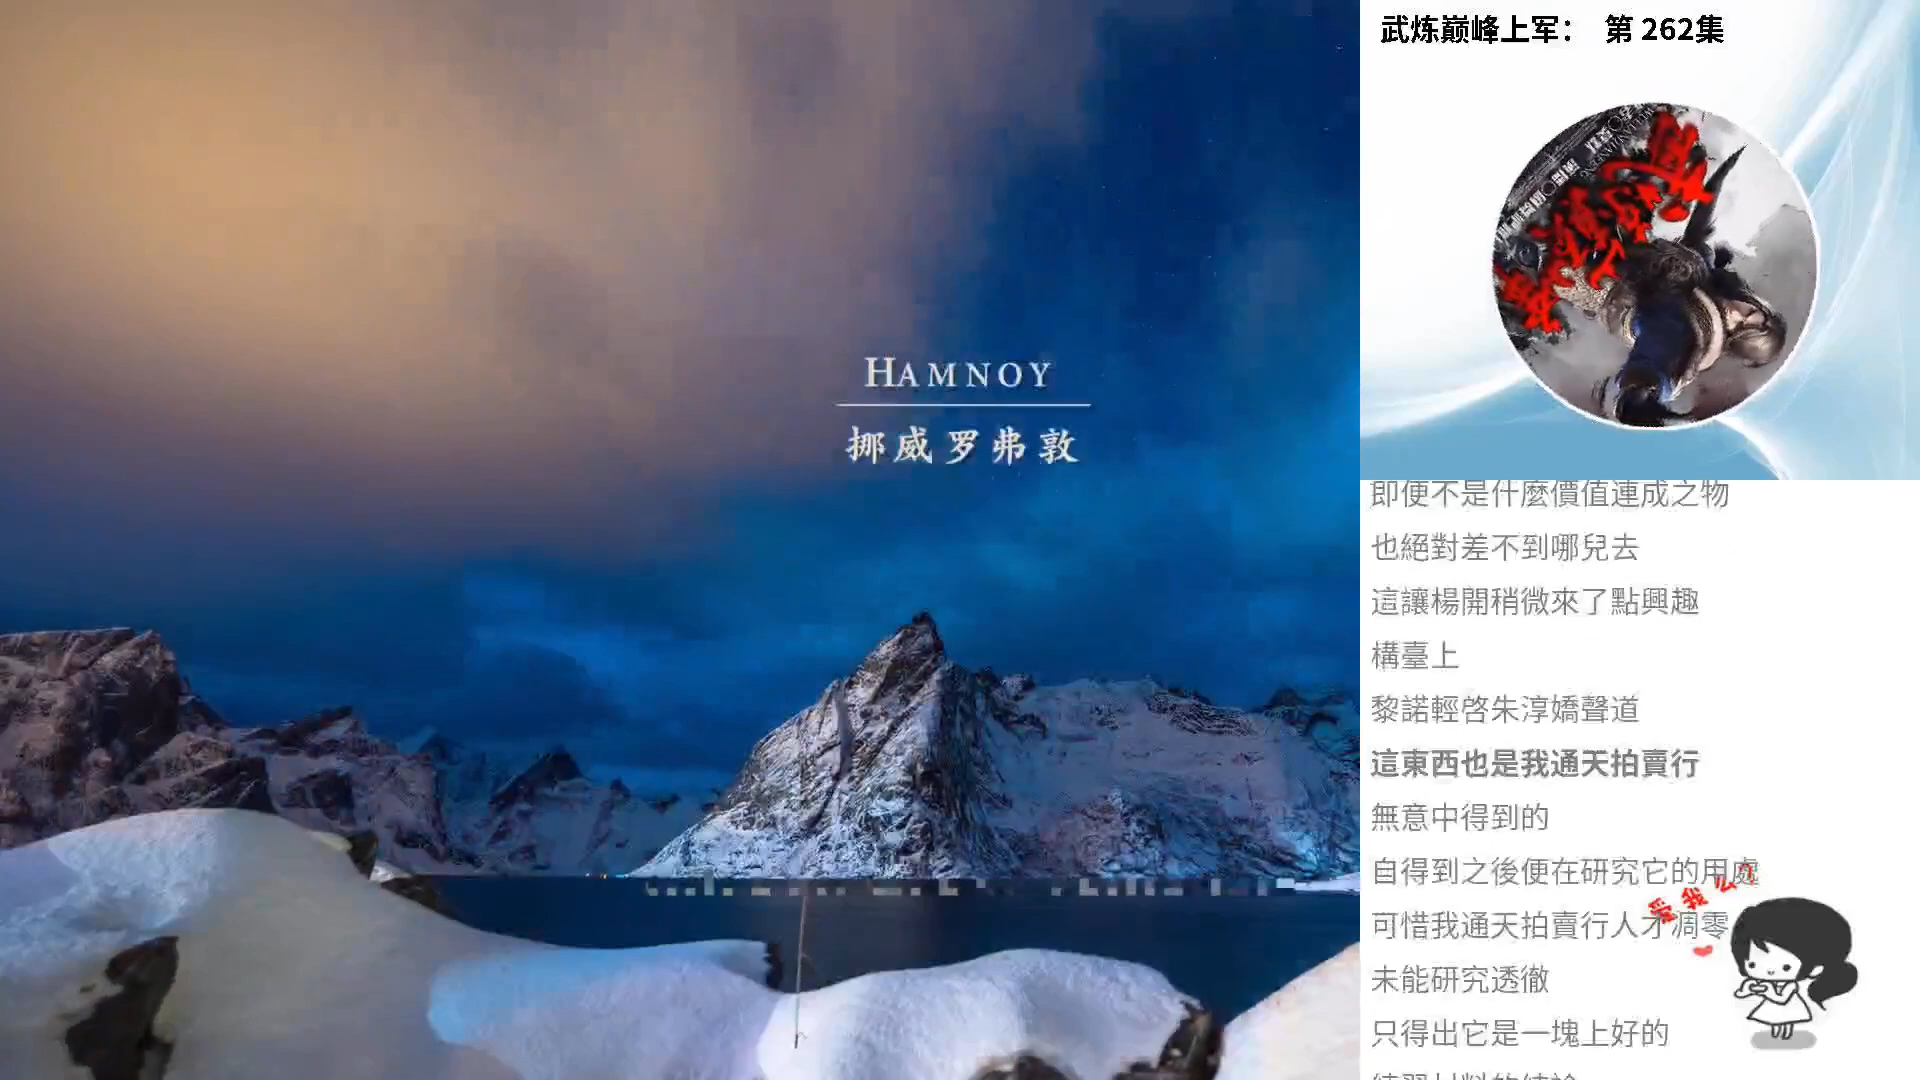 HAMNOY
挪威罗弗敦
武炼巅峰上军： 第 262集
即便不是什麼價值連成之物
也絕對差不到哪兒去
這讓楊開稍微來了點興趣
構臺上
黎諾輕啓朱淳嬌聲道
這東西也是我通天拍賣行
無意中得到的
自得到之後便在研究它的用處
可惜我通天拍賣行人才凋零
未能研究透徹
只得出它是一塊上好的
爱我么?